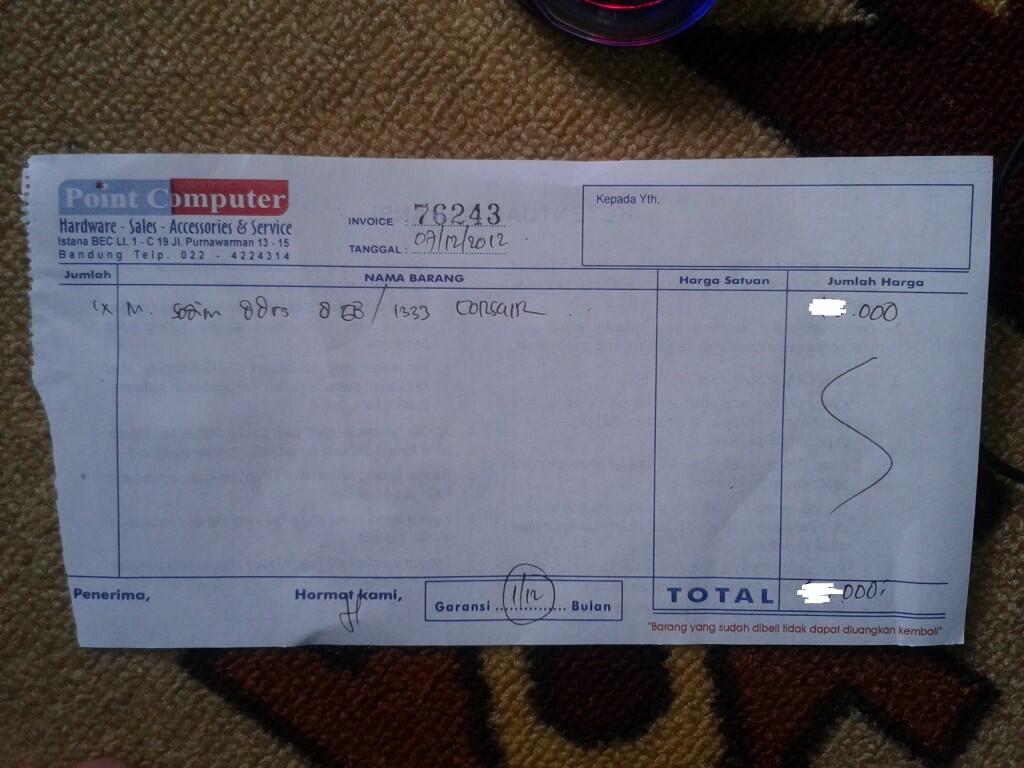 Point Computer
Hardware - Sales - Accessories & Service
Istana BEC Lt. 1 - C 19 Jl. Purnawarman 13 - 15
Bandung Telp. 022 - 4224314
INVOICE : 76243
TANGGAL : 07/12/2012
Kepada Yth,
Jumlah NAMA BARANG Harga Satuan Jumlah Harga
1x M. DDR3 8 GB / 1333 CORSAIR .000
Penerima, Hormat kami, Garansi 1/12 Bulan TOTAL .000,
"Barang yang sudah dibeli tidak dapat diuangkan kembali"